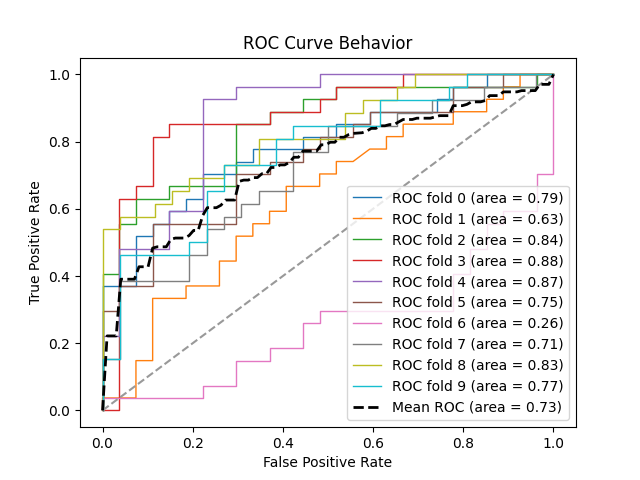 ROC Curve Behavior
True Positive Rate
1.0
0.8
0.6
0.4
0.2
0.0
ROC fold 0 (area = 0.79)
ROC fold 1 (area = 0.63)
ROC fold 2 (area = 0.84)
ROC fold 3 (area = 0.88)
ROC fold 4 (area = 0.87)
ROC fold 5 (area = 0.75)
ROC fold 6 (area = 0.26)
ROC fold 7 (area = 0.71)
ROC fold 8 (area = 0.83)
ROC fold 9 (area = 0.77)
Mean ROC (area = 0.73)
0.0 0.2 0.4 0.6 0.8 1.0
False Positive Rate